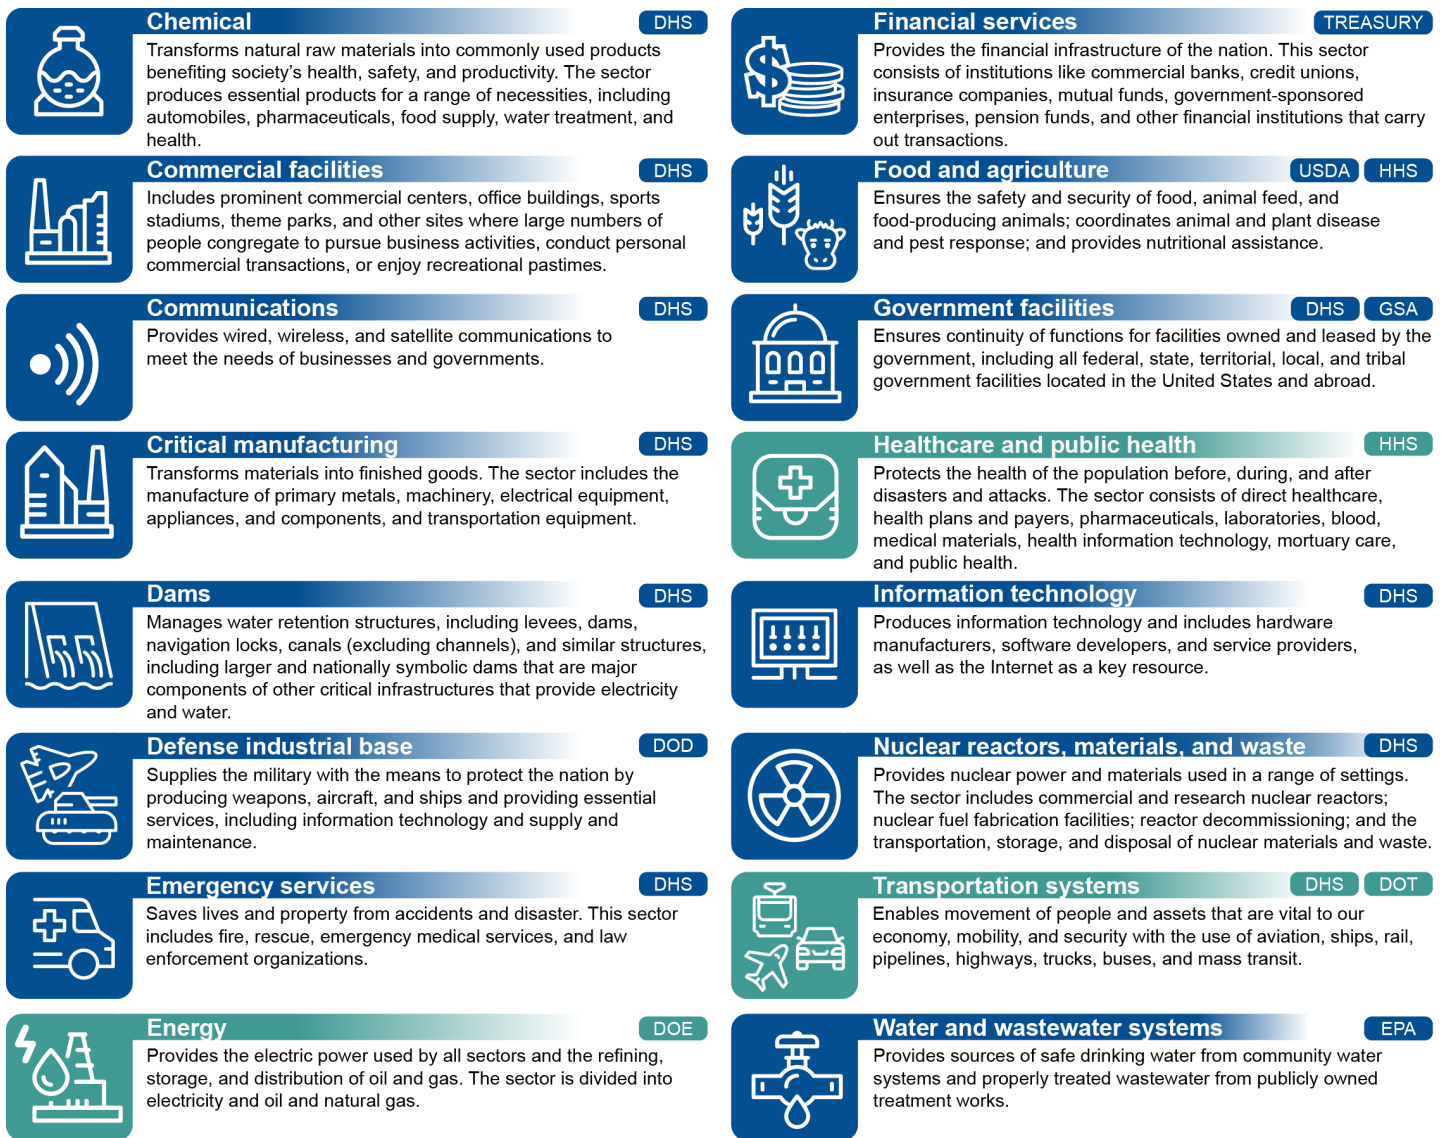 Chemical DHS
Transforms natural raw materials into commonly used products
benefiting society’s health, safety, and productivity. The sector
produces essential products for a range of necessities, including
automobiles, pharmaceuticals, food supply, water treatment, and
health.
Commercial facilities DHS
Includes prominent commercial centers, office buildings, sports
stadiums, theme parks, and other sites where large numbers of
people congregate to pursue business activities, conduct personal
commercial transactions, or enjoy recreational pastimes.
Communications DHS
Provides wired, wireless, and satellite communications to
meet the needs of businesses and governments.
Critical manufacturing DHS
Transforms materials into finished goods. The sector includes the
manufacture of primary metals, machinery, electrical equipment,
appliances, and components, and transportation equipment.
Dams DHS
Manages water retention structures, including levees, dams,
navigation locks, canals (excluding channels), and similar structures,
including larger and nationally symbolic dams that are major
components of other critical infrastructures that provide electricity
and water.
Defense industrial base DOD
Supplies the military with the means to protect the nation by
producing weapons, aircraft, and ships and providing essential
services, including information technology and supply and
maintenance.
Emergency services DHS
Saves lives and property from accidents and disaster. This sector
includes fire, rescue, emergency medical services, and law
enforcement organizations.
Energy DOE
Provides the electric power used by all sectors and the refining,
storage, and distribution of oil and gas. The sector is divided into
electricity and oil and natural gas.
Financial services TREASURY
Provides the financial infrastructure of the nation. This sector
consists of institutions like commercial banks, credit unions,
insurance companies, mutual funds, government-sponsored
enterprises, pension funds, and other financial institutions that carry
out transactions.
Food and agriculture USDA HHS
Ensures the safety and security of food, animal feed, and
food-producing animals; coordinates animal and plant disease
and pest response; and provides nutritional assistance.
Government facilities DHS GSA
Ensures continuity of functions for facilities owned and leased by the
government, including all federal, state, territorial, local, and tribal
government facilities located in the United States and abroad.
Healthcare and public health HHS
Protects the health of the population before, during, and after
disasters and attacks. The sector consists of direct healthcare,
health plans and payers, pharmaceuticals, laboratories, blood,
medical materials, health information technology, mortuary care,
and public health.
Information technology DHS
Produces information technology and includes hardware
manufacturers, software developers, and service providers,
as well as the Internet as a key resource.
Nuclear reactors, materials, and waste DHS
Provides nuclear power and materials used in a range of settings.
The sector includes commercial and research nuclear reactors;
nuclear fuel fabrication facilities; reactor decommissioning; and the
transportation, storage, and disposal of nuclear materials and waste.
Transportation systems DHS DOT
Enables movement of people and assets that are vital to our
economy, mobility, and security with the use of aviation, ships, rail,
pipelines, highways, trucks, buses, and mass transit.
Water and wastewater systems EPA
Provides sources of safe drinking water from community water
systems and properly treated wastewater from publicly owned
treatment works.